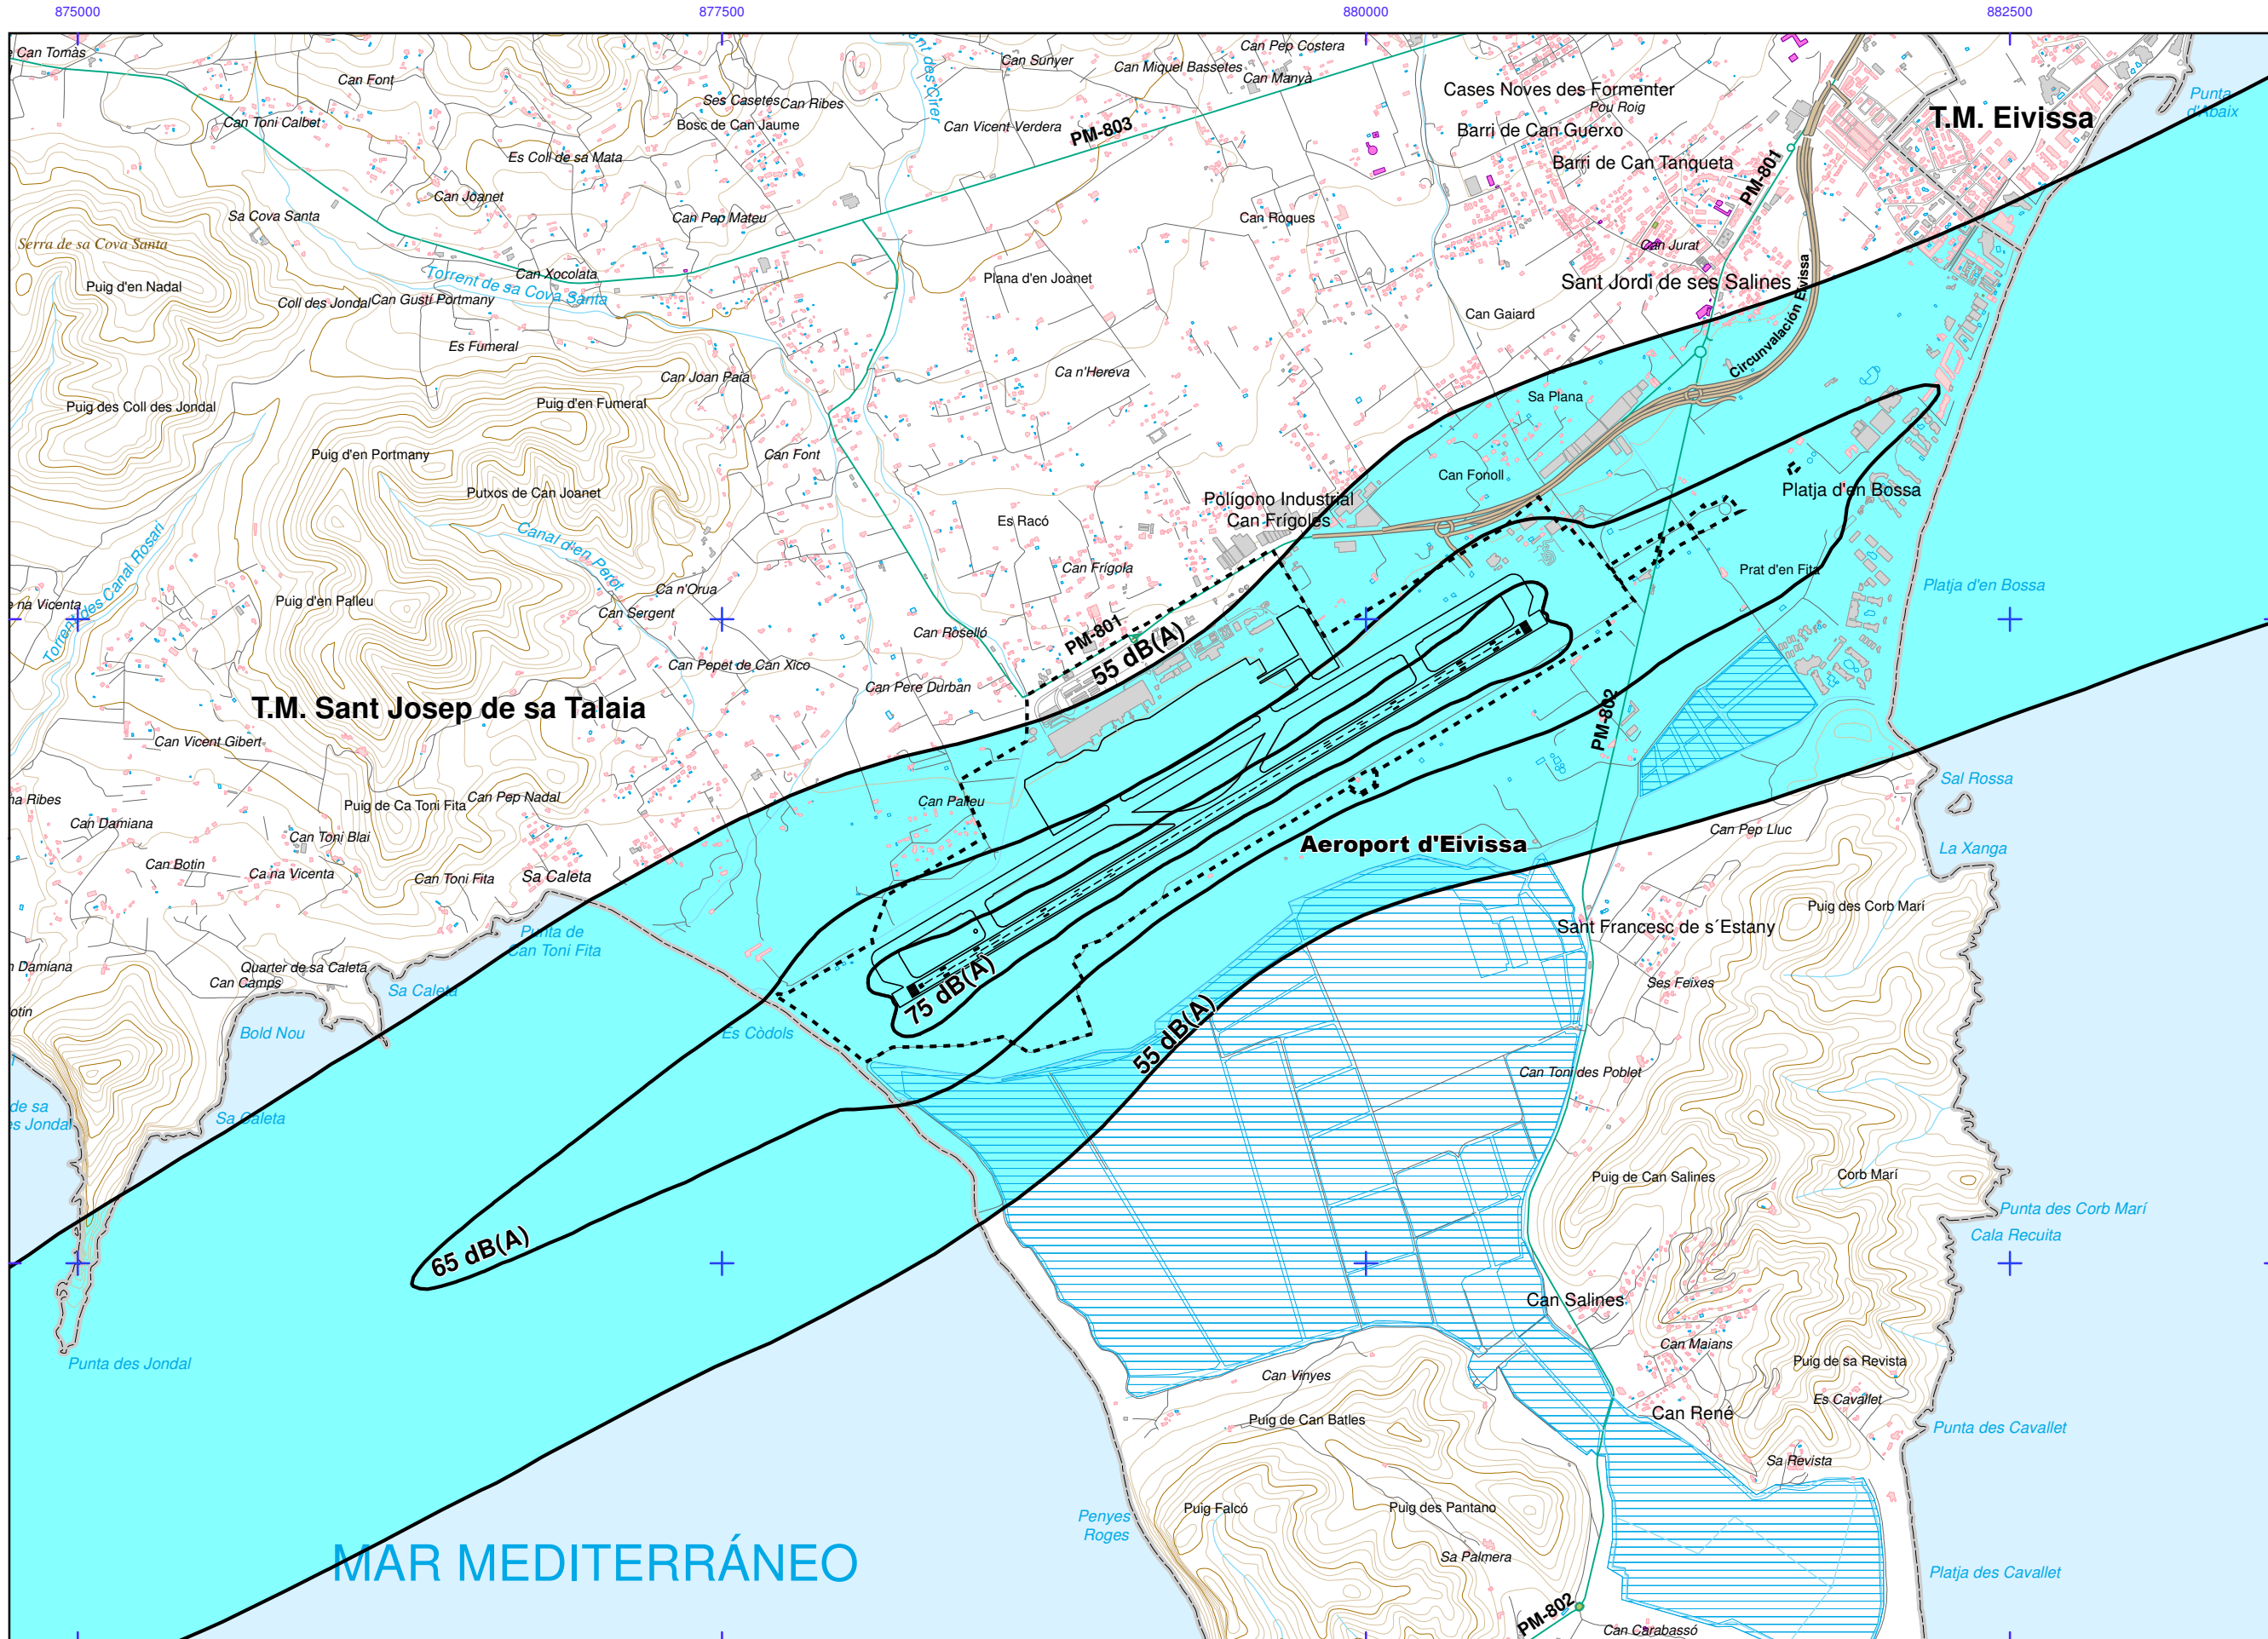 875000
877500
880000
882500
Can Tomàs
Can Font
Can Toni Calbet
Ses Casetes
Can Ribes
Bosc de Can Jaume
Es Coll de sa Mata
Can Joanet
Sa Cova Santa
Can Pep Mateu
Serra de sa Cova Santa
Puig d'en Nadal
Can Xocolata
Torrent de sa Cova Santa
Coll des Jondal
Can Gustí Portmany
Es Fumeral
Can Sunyer
Can Miquel Bassetes
Can Pep Costera
Can Manyà
Can Vicent Verdera
PM-803
Can Roques
Plana d'en Joanet
Cases Noves des Formenter
Pou Roig
Barri de Can Guerxo
Barri de Can Tanqueta
PM-801
T.M. Eivissa
Punta
d'Abaix
Can Jurat
Sant Jordi de ses Salines
Can Gaiard
Circunvalación Eivissa
Ca n'Hereva
Can Joan Paia
Puig des Coll des Jondal
Puig d'en Fumeral
Sa Plana
Puig d'en Portmany
Can Font
Can Fonoll
Putxos de Can Joanet
Polígono Industrial
Can Frígoles
Platja d'en Bossa
Es Racó
Canal d'en Perot
Torrent des Canal Rosari
Can Frígola
Prat d'en Fita
Platja d'en Bossa
Ca n'Orua
Puig d'en Palleu
Can Sergent
Can Roselló
PM-801
55 dB(A)
Can Pepet de Can Xico
Can Pere Durban
T.M. Sant Josep de sa Talaia
PM-802
Can Vicent Gibert
Sal Rossa
Puig de Ca Toni Fita
Can Pep Nadal
Can Palleu
Can Damiana
Can Toni Blai
Can Pep Lluc
Aeroport d'Eivissa
La Xanga
Can Botin
Ca na Vicenta
Can Toni Fita
Sa Caleta
Puig des Corb Marí
Sant Francesc de s´Estany
Punta de
Can Toni Fita
Quarter de sa Caleta
Can Camps
Sa Caleta
75 dB(A)
Ses Feixes
Bold Nou
Es Còdols
55 dB(A)
Can Toni des Poblet
Sa Caleta
Puig de Can Salines
Corb Marí
Punta des Corb Marí
Cala Recuita
65 dB(A)
Can Salines
Can Maians
Puig de sa Revista
Punta des Jondal
Can Vinyes
Es Cavallet
Can René
Puig de Can Batles
Punta des Cavallet
Sa Revista
Puig Falcó
Puig des Pantano
Penyes
Roges
MAR MEDITERRÁNEO
Sa Palmera
Platja des Cavallet
PM-802
Can Carabassó